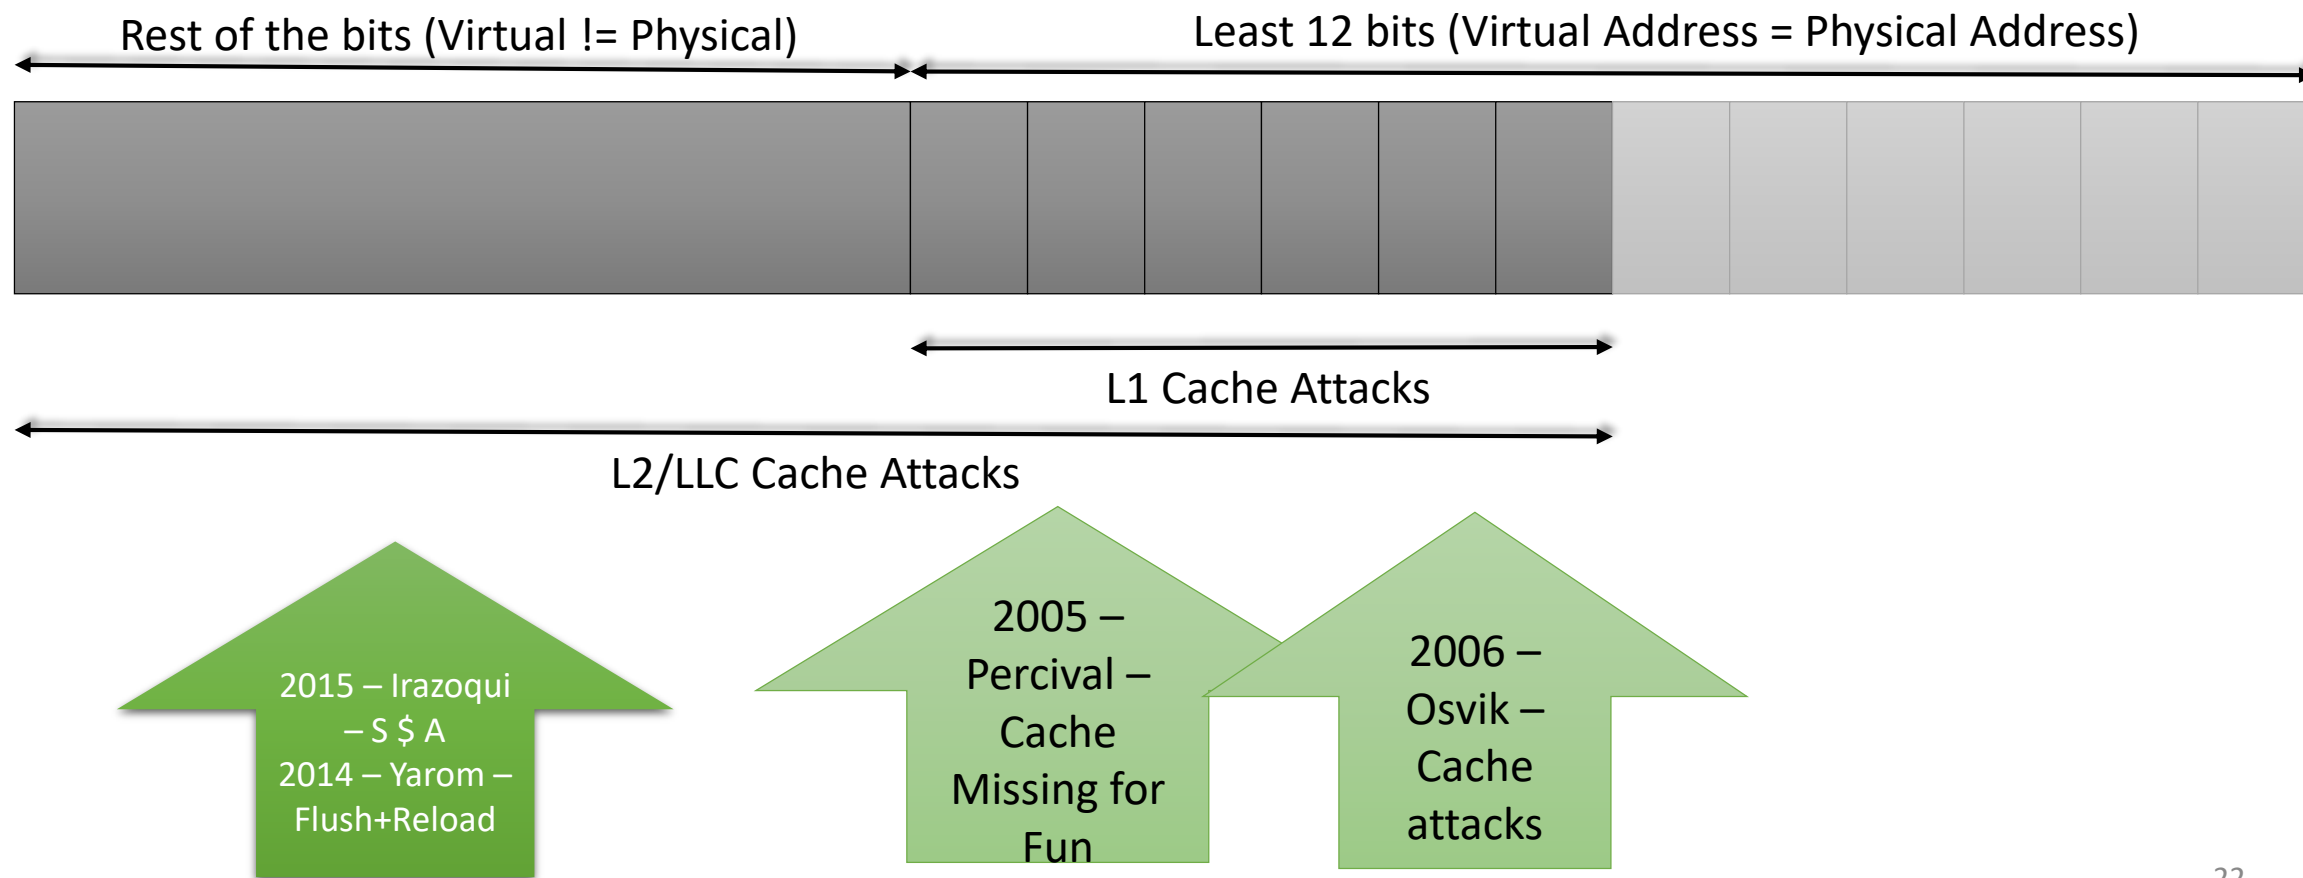 Rest of the bits (Virtual != Physical)
Least 12 bits (Virtual Address = Physical Address)
L1 Cache Attacks
L2/LLC Cache Attacks
2015 – Irazoqui
– S $ A
2014 – Yarom –
Flush+Reload
2005 –
Percival –
Cache
Missing for
Fun
2006 –
Osvik –
Cache
attacks
22